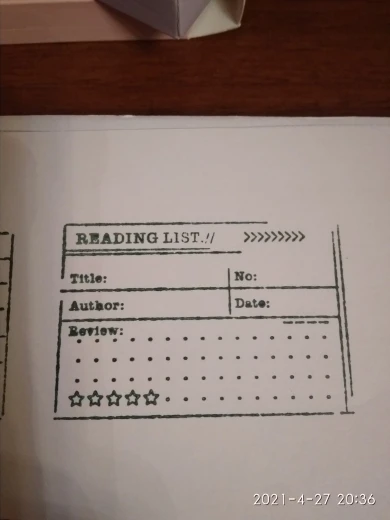 READING LIST.!/ >>>>>>>>>
Title: No:
Author: Date:
Review:
2021-4-27 20:36